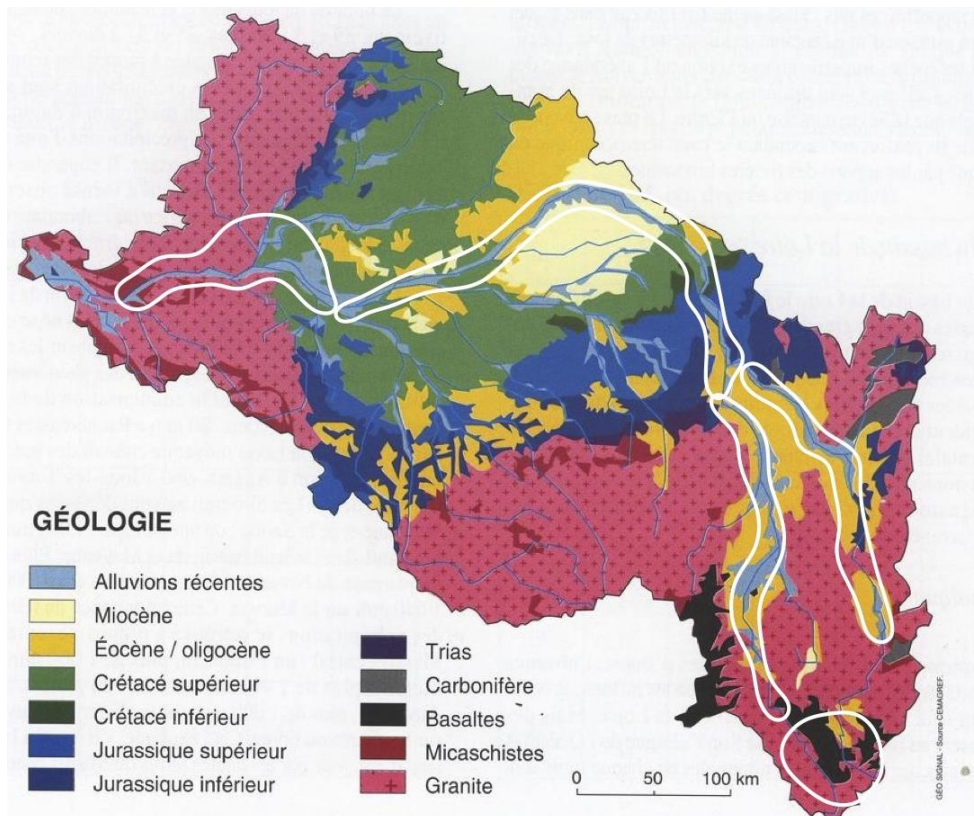 GÉOLOGIE
Alluvions récentes
Miocène
Éocène / oligocène
Crétacé supérieur
Crétacé inférieur
Jurassique supérieur
Jurassique inférieur
Trias
Carbonifère
Basaltes
Micaschistes
Granite
0 50 100 km
GÉO SIGNAL - Source CEMAGREF.